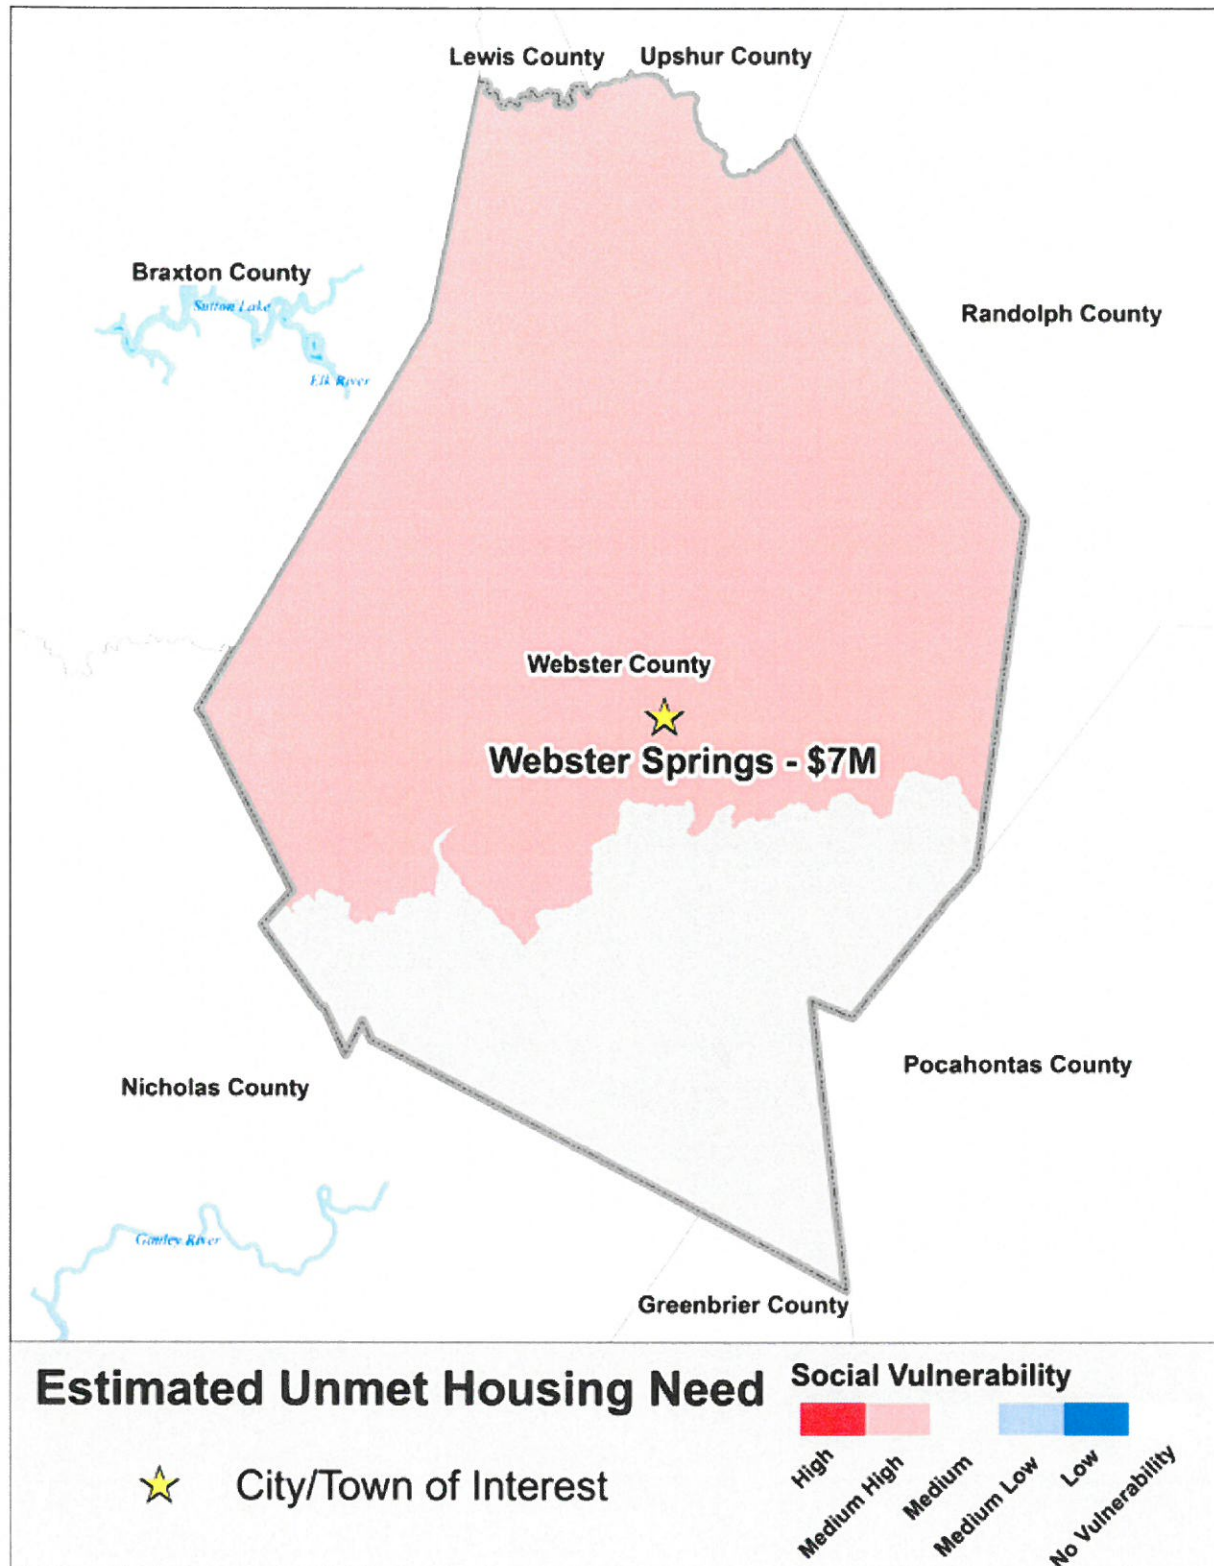 Lewis County
Upshur County
Braxton County
Sutton Lake
Elk River
Randolph County
Webster County
Webster Springs - $7M
Nicholas County
Pocahontas County
Gauley River
Greenbrier County
Estimated Unmet Housing Need
City/Town of Interest
Social Vulnerability
High
Medium High
Medium
Medium Low
Low
No Vulnerability